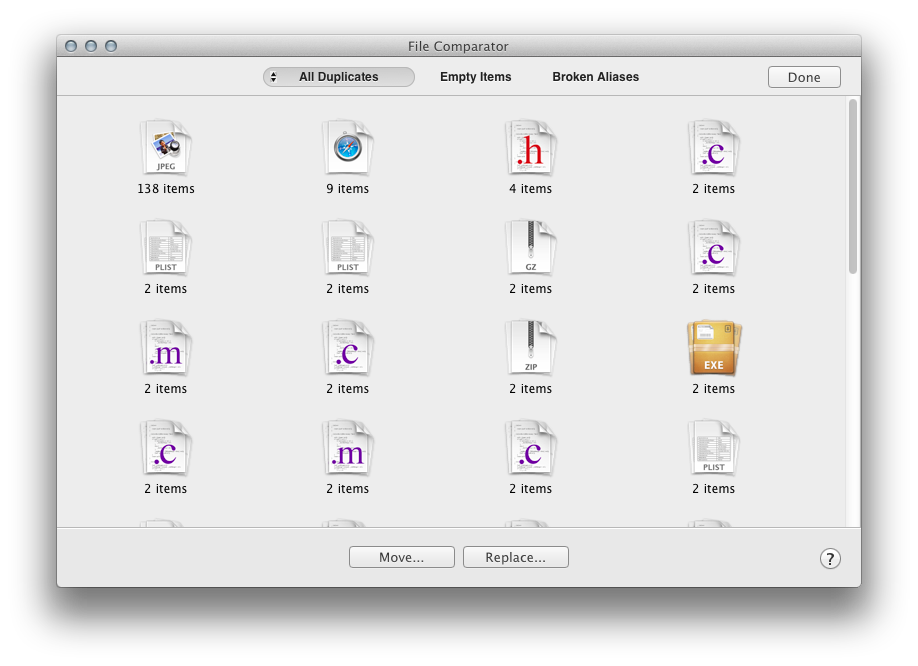 File Comparator
All Duplicates Empty Items Broken Aliases Done
JPEG .h .c
138 items 9 items 4 items 2 items
PLIST PLIST GZ .c
2 items 2 items 2 items 2 items
.m .c ZIP EXE
2 items 2 items 2 items 2 items
.c .m .c PLIST
2 items 2 items 2 items 2 items
Move... Replace... ?